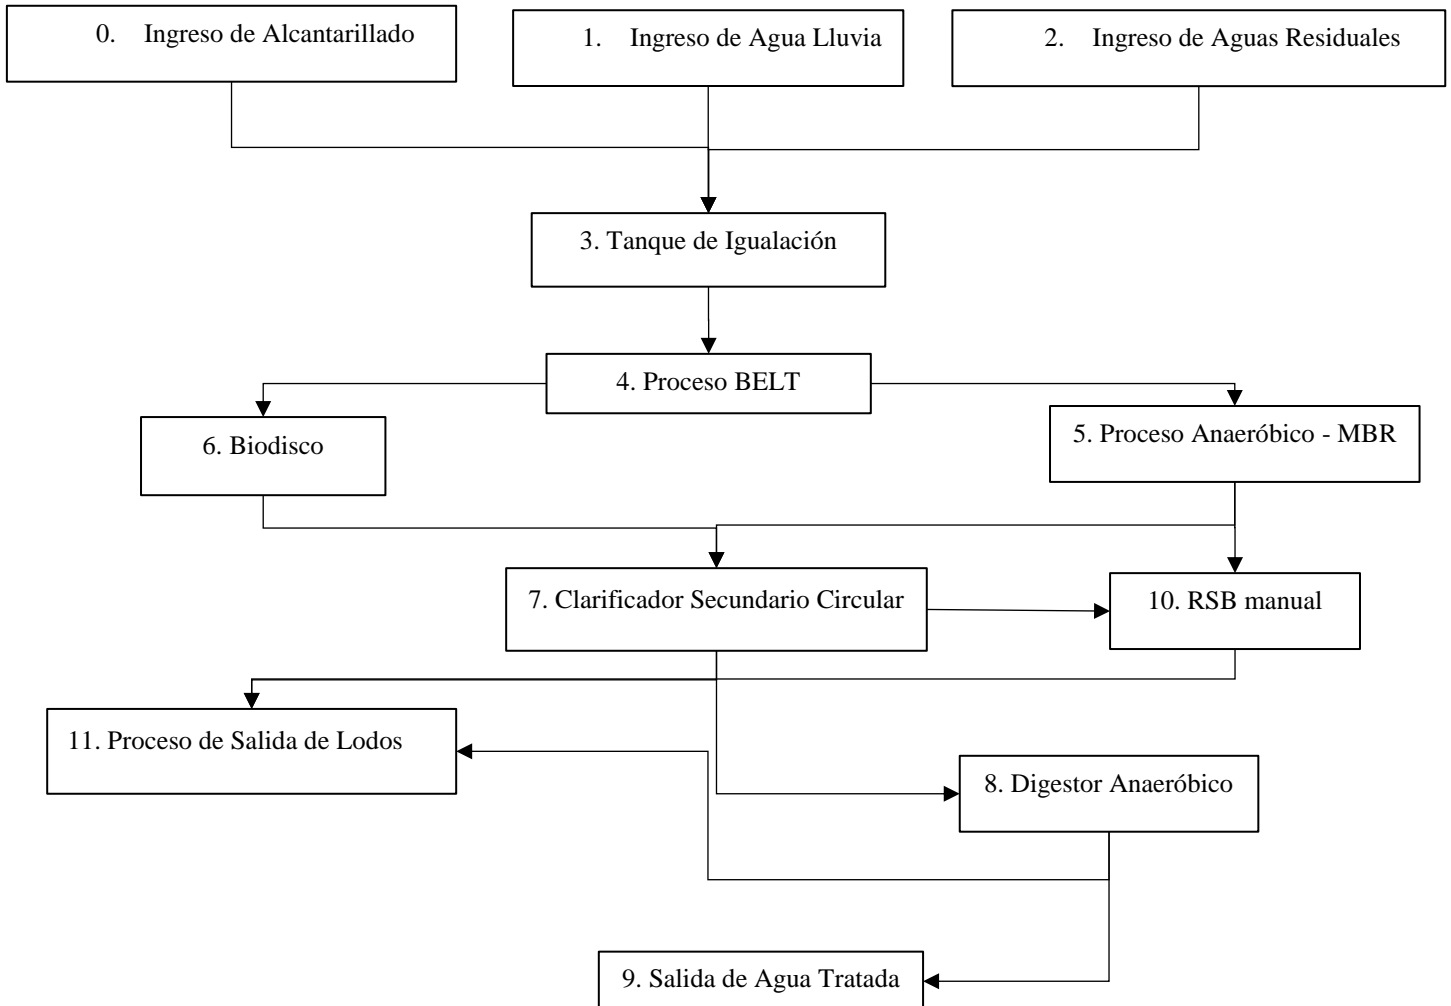 0. Ingreso de Alcantarillado
1. Ingreso de Agua Lluvia
2. Ingreso de Aguas Residuales
3. Tanque de Igualación
4. Proceso BELT
6. Biodisco
5. Proceso Anaeróbico - MBR
7. Clarificador Secundario Circular
10. RSB manual
11. Proceso de Salida de Lodos
8. Digestor Anaeróbico
9. Salida de Agua Tratada